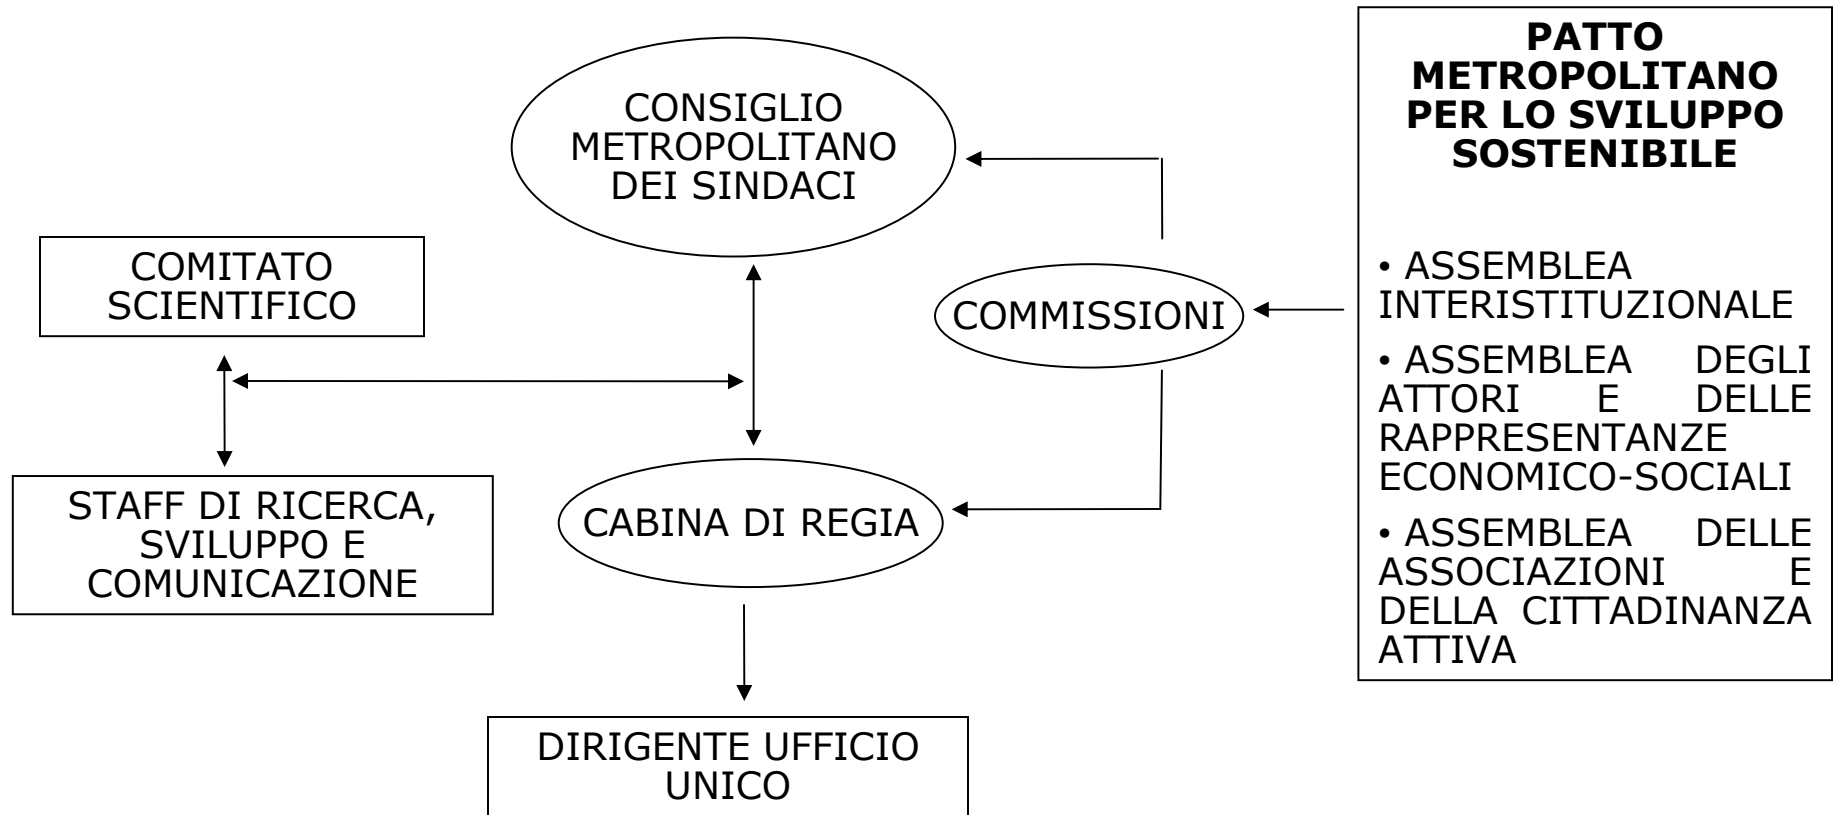 CONSIGLIO
METROPOLITANO
DEI SINDACI
COMITATO
SCIENTIFICO
COMMISSIONI
STAFF DI RICERCA,
SVILUPPO E
COMUNICAZIONE
CABINA DI REGIA
DIRIGENTE UFFICIO
UNICO
PATTO
METROPOLITANO
PER LO SVILUPPO
SOSTENIBILE
• ASSEMBLEA
INTERISTITUZIONALE
• ASSEMBLEA DEGLI
ATTORI E DELLE
RAPPRESENTANZE
ECONOMICO-SOCIALI
• ASSEMBLEA DELLE
ASSOCIAZIONI E
DELLA CITTADINANZA
ATTIVA